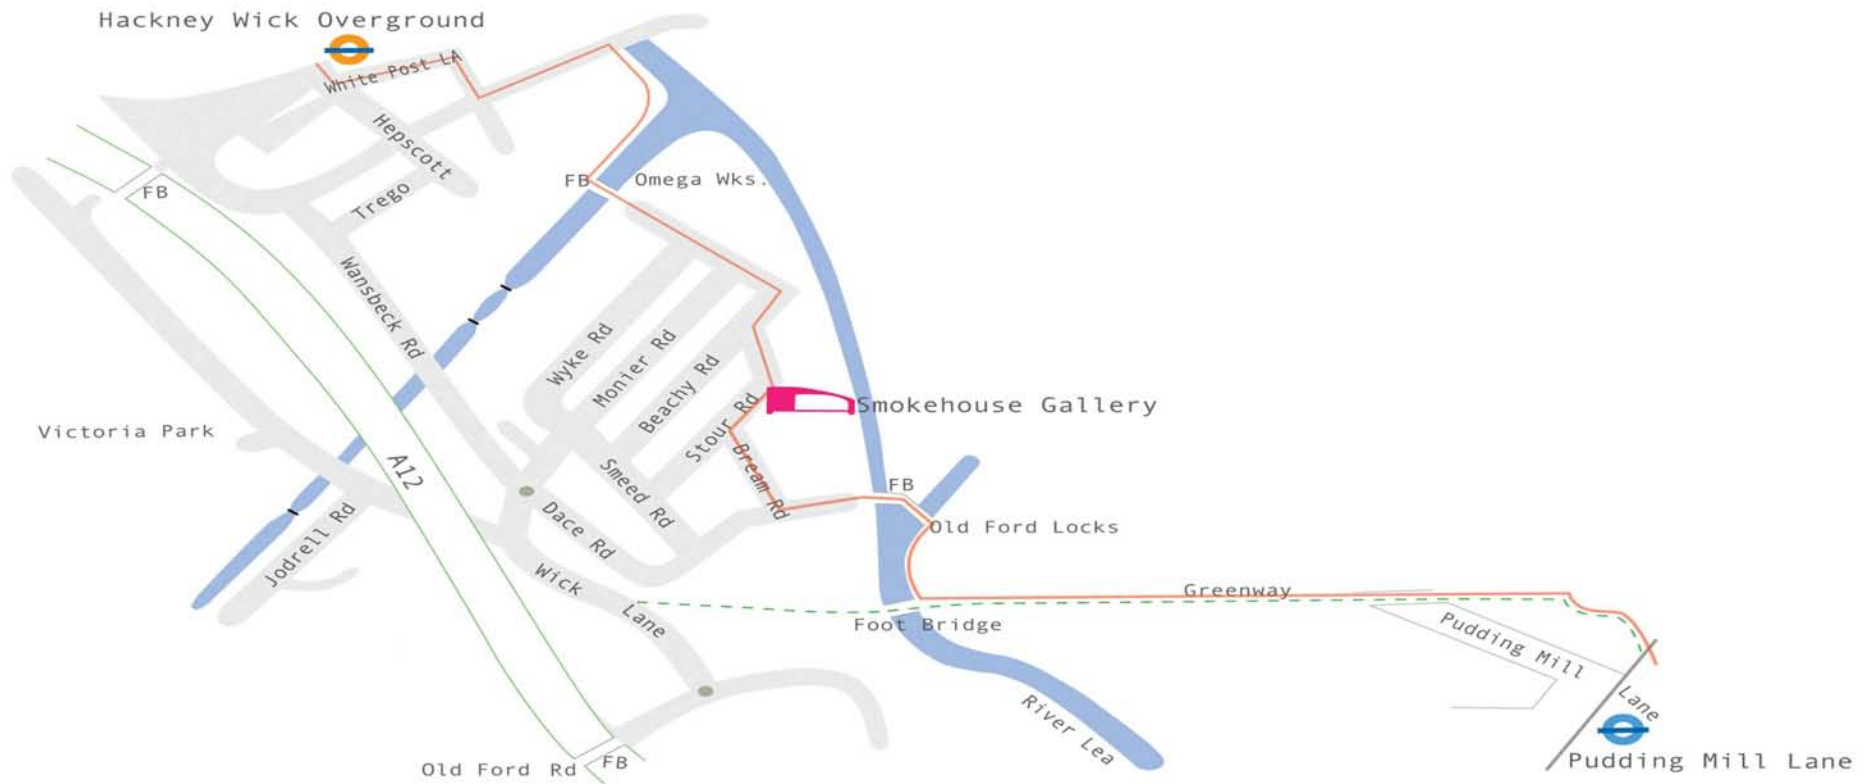 Hackney Wick Overground
White Post LA
Hepscott
Trego
FB
FB
Omega Wks.
Wansbeck Rd
Wyke Rd
Monier Rd
Beachy Rd
Stour Rd
Smokehouse Gallery
Victoria Park
A12
Smeed Rd
Bream Rd
FB
Jodrell Rd
Dace Rd
Old Ford Locks
Wick
Lane
Greenway
Foot Bridge
Pudding Mill
Lane
River Lea
Old Ford Rd
FB
Pudding Mill Lane